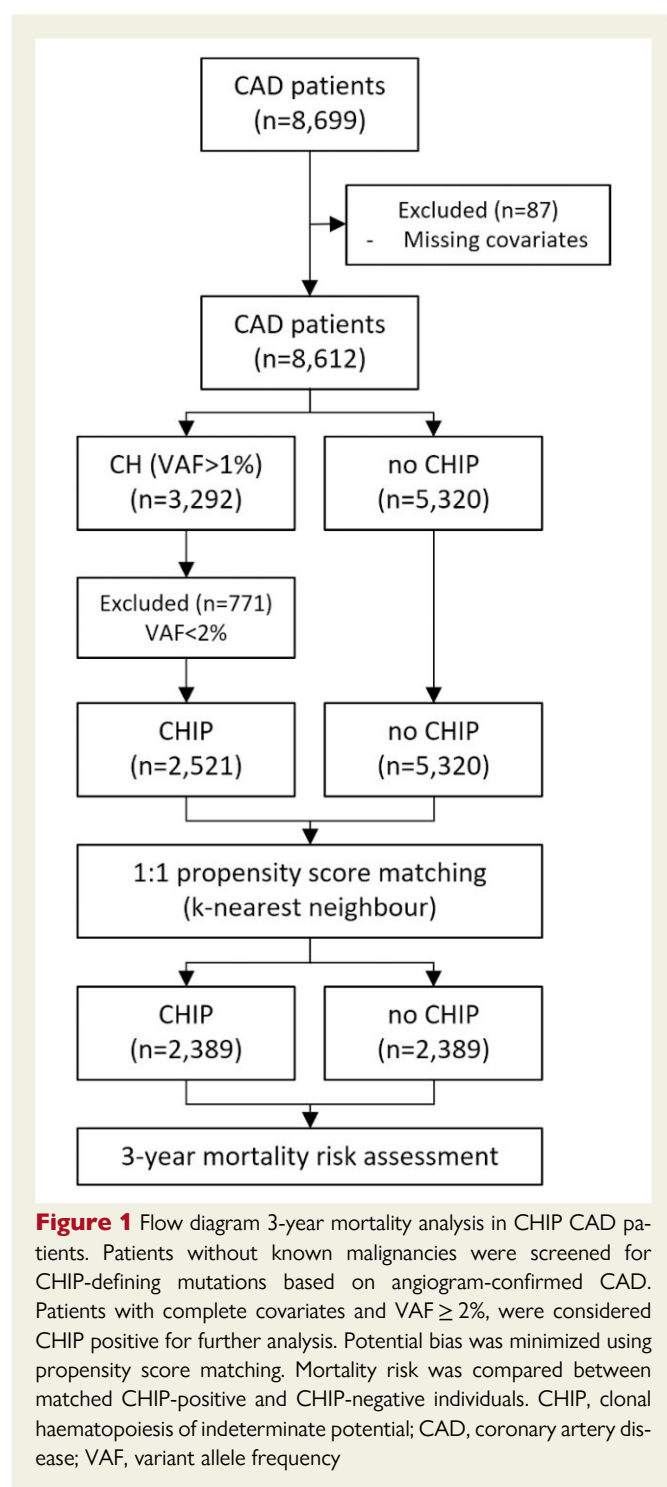 CAD patients
(n=8,699)
Excluded (n=87)
- Missing covariates
CAD patients
(n=8,612)
CH (VAF>1%)
(n=3,292)
no CHIP
(n=5,320)
Excluded (n=771)
VAF<2%
CHIP
(n=2,521)
no CHIP
(n=5,320)
1:1 propensity score matching
(k-nearest neighbour)
CHIP
(n=2,389)
no CHIP
(n=2,389)
3-year mortality risk assessment
Figure 1 Flow diagram 3-year mortality analysis in CHIP CAD pa-
tients. Patients without known malignancies were screened for
CHIP-defining mutations based on angiogram-confirmed CAD.
Patients with complete covariates and VAF ≥ 2%, were considered
CHIP positive for further analysis. Potential bias was minimized using
propensity score matching. Mortality risk was compared between
matched CHIP-positive and CHIP-negative individuals. CHIP, clonal
haematopoiesis of indeterminate potential; CAD, coronary artery dis-
ease; VAF, variant allele frequency